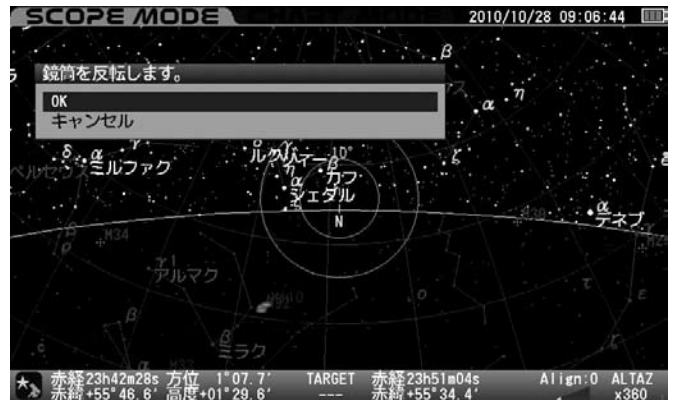 SCOPE MODE
2010/10/28 09:06:44
鏡筒を反転します。
OK
キャンセル
β
α
η
δ
α
ミルファク
γ
η
β
10°
カフ
α
シェダル
ζ
N
α
デネブ
M34
γ1
アルマク
β
β
ミラク
ο
τ
ε
ζ
α
赤経23h42m28s 方位 1°07.7' TARGET 赤経23h51m04s Align:0 ALTAZ
赤緯+55°46.6' 高度+01°29.6' --- 赤緯+55°34.4' x360